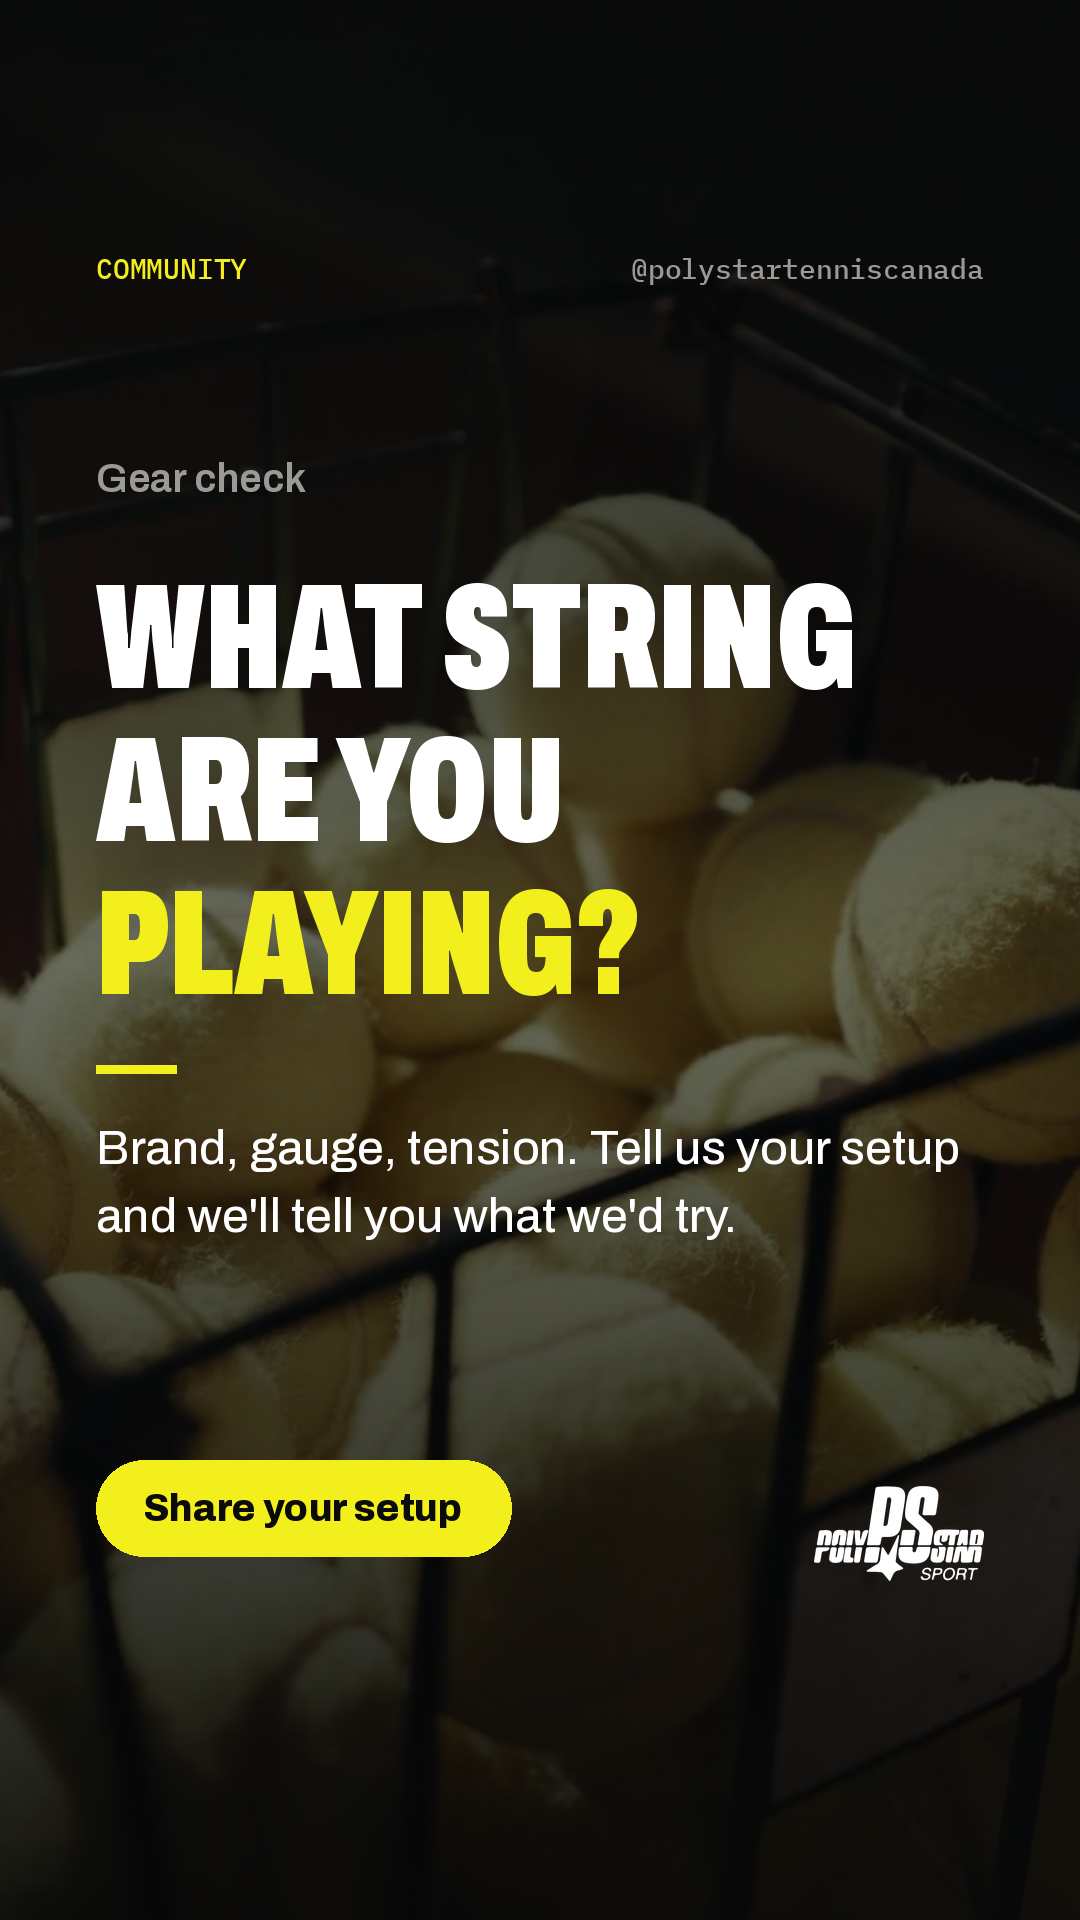 COMMUNITY
@polystartenniscanada
Gear check
WHAT STRING
ARE YOU
PLAYING?
Brand, gauge, tension. Tell us your setup
and we'll tell you what we'd try.
Share your setup
PS
POLY STAR
SPORT